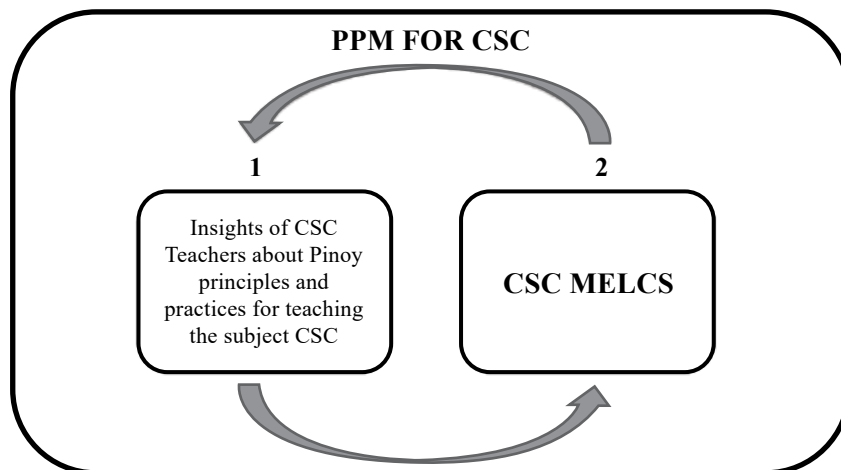 PPM FOR CSC
1
2
Insights of CSC
Teachers about Pinoy
principles and
practices for teaching
the subject CSC
CSC MELCS